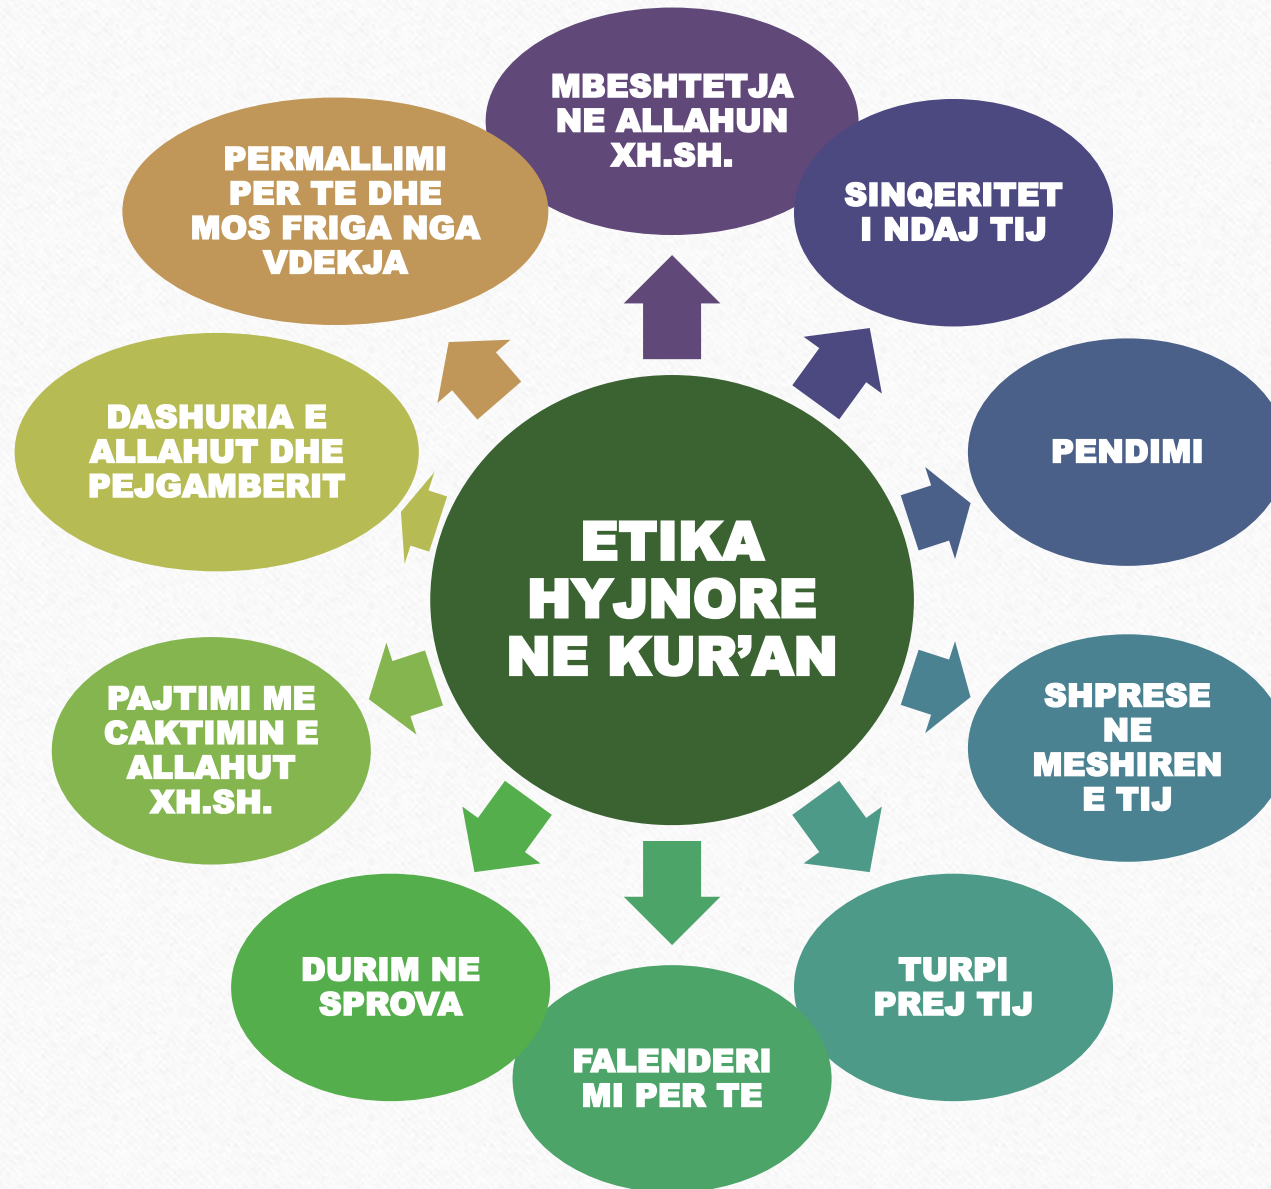 MBESHTETJA
NE ALLAHUN
XH.SH.
SINQERITET
I NDAJ TIJ
PENDIMI
SHPRESE
NE
MESHIREN
E TIJ
TURPI
PREJ TIJ
FALENDERI
MI PER TE
DURIM NE
SPROVA
PAJTIMI ME
CAKTIMIN E
ALLAHUT
XH.SH.
DASHURIA E
ALLAHUT DHE
PEJGAMBERIT
PERMALLIMI
PER TE DHE
MOS FRIGA NGA
VDEKJA
ETIKA
HYJNORE
NE KUR’AN